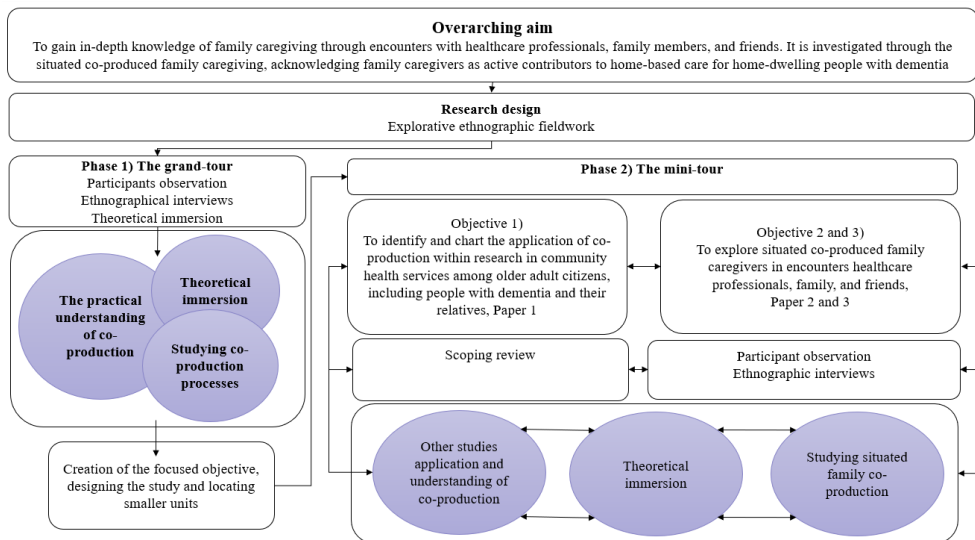 Overarching aim
To gain in-depth knowledge of family caregiving through encounters with healthcare professionals, family members, and friends. It is investigated through the
situated co-produced family caregiving, acknowledging family caregivers as active contributors to home-based care for home-dwelling people with dementia
Research design
Explorative ethnographic fieldwork
Phase 1) The grand-tour
Participants observation
Ethnographical interviews
Theoretical immersion
The practical
understanding
of co-
production
Theoretical
immersion
Studying co-
production
processes
Creation of the focused objective,
designing the study and locating
smaller units
Phase 2) The mini-tour
Objective 1)
To identify and chart the application of co-
production within research in community
health services among older adult citizens,
including people with dementia and their
relatives, Paper 1
Objective 2 and 3)
To explore situated co-produced family
caregivers in encounters healthcare
professionals, family, and friends,
Paper 2 and 3
Scoping review
Participant observation
Ethnographic interviews
Other studies
application and
understanding of
co-production
Theoretical
immersion
Studying situated
family co-
production